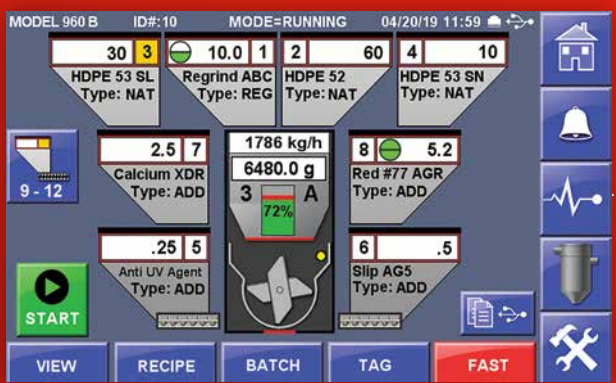 MODEL 960 B ID#:10 MODE=RUNNING 04/20/19 11:59
30 3 10.0 1 2 60 4 10
HDPE 53 SL Regrind ABC HDPE 52 HDPE 53 SN
Type: NAT Type: REG Type: NAT Type: NAT
2.5 7 1786 kg/h 8 5.2
Calcium XDR 6480.0 g Red #77 AGR
Type: ADD 3 A Type: ADD
9 - 12 72%
.25 5 6 .5
Anti UV Agent Slip AG5
Type: ADD Type: ADD
START
VIEW RECIPE BATCH TAG FAST